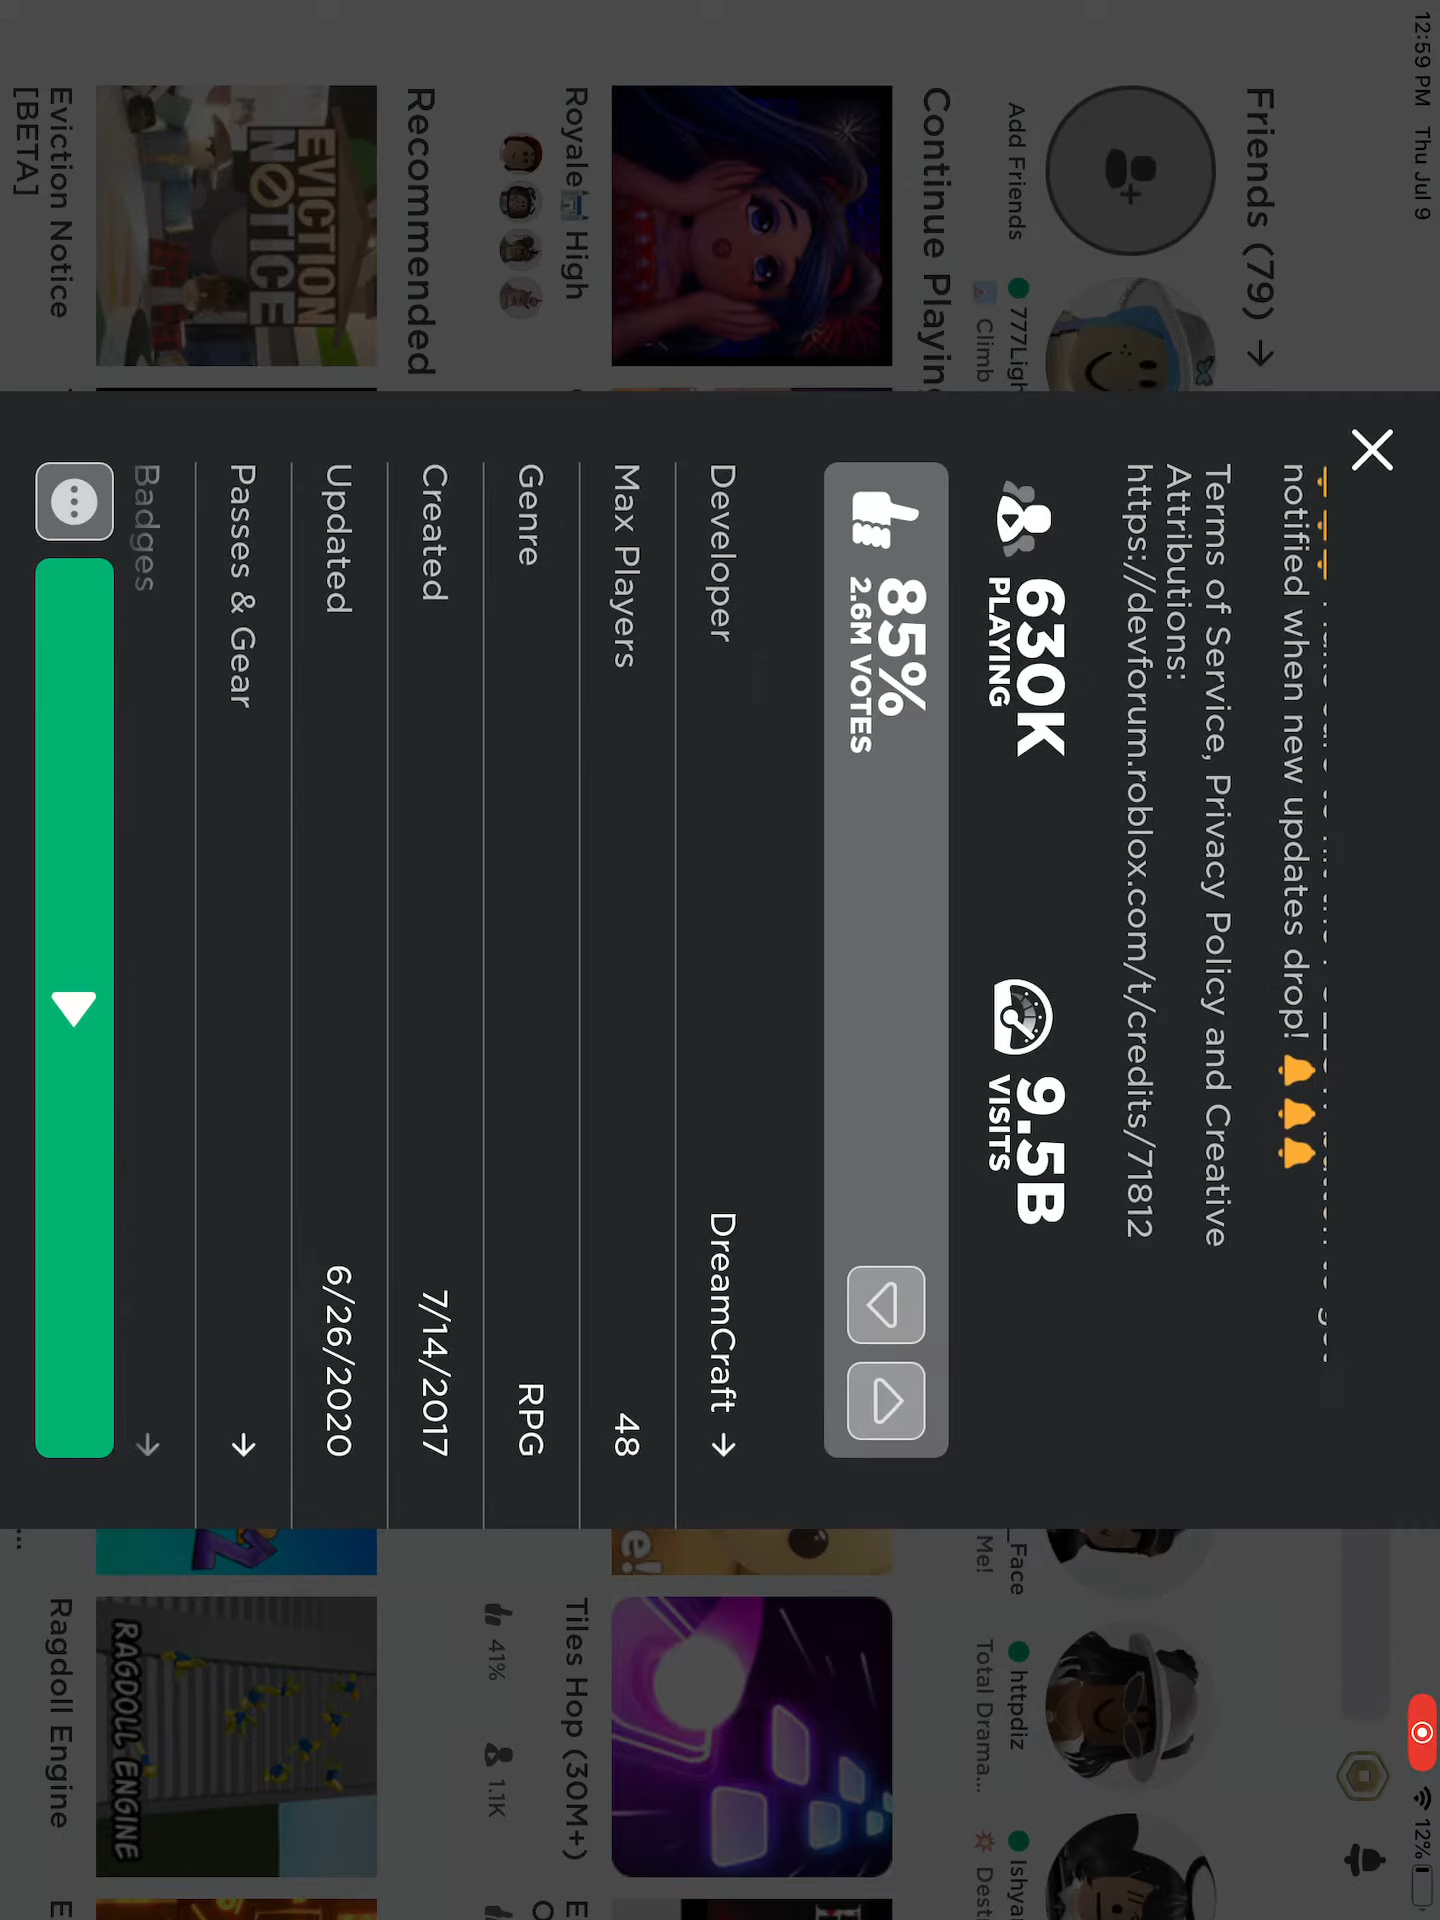 12:59 PM Thu Jul 9
12%
Friends (79)
Add Friends
777Ligh
Climb
_Face
Me!
httpdiz
Total Drama...
Ishya
Dest
Continue Playin
Royale High
e!
Tiles Hop (30M+)
41%
1.1K
Recommended
EVICTION
NOTICE
Eviction Notice
[BETA]
RAGDOLL ENGINE
Ragdoll Engine
...
notified when new updates drop!
Terms of Service, Privacy Policy and Creative
Attributions:
https://devforum.roblox.com/t/credits/71812
630K
PLAYING
9.5B
VISITS
85%
2.6M VOTES
Developer
DreamCraft
Max Players
48
Genre
RPG
Created
7/14/2017
Updated
6/26/2020
Passes & Gear
Badges